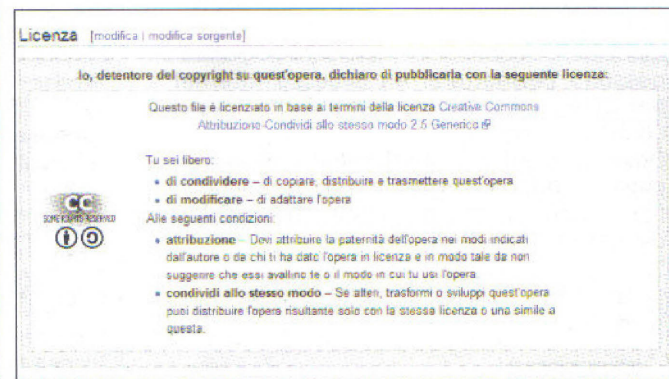 Licenza [modifica | modifica sorgente]
Io, detentore del copyright su quest'opera, dichiaro di pubblicarla con la seguente licenza:
Questo file è licenziato in base ai termini della licenza Creative Commons
Attribuzione-Condividi allo stesso modo 2.5 Generico
Tu sei libero:
• di condividere – di copiare, distribuire e trasmettere quest'opera
• di modificare – di adattare l'opera
CC
SOME RIGHTS RESERVED
Alle seguenti condizioni:
• attribuzione – Devi attribuire la paternità dell'opera nei modi indicati
dall'autore o da chi ti ha dato l'opera in licenza e in modo tale da non
suggerire che essi avallino te o il modo in cui tu usi l'opera.
• condividi allo stesso modo – Se alteri, trasformi o sviluppi quest'opera
puoi distribuire l'opera risultante solo con la stessa licenza o una simile a
questa.